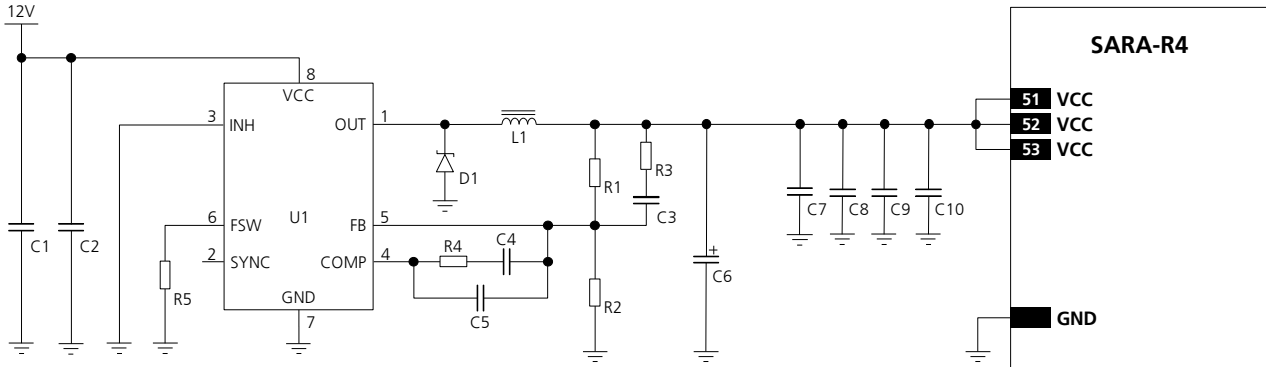 12V
SARA-R4
8
VCC
51 VCC
3 INH
OUT 1
52 VCC
L1
53 VCC
D1
R1
R3
C3
C7
C8
C9
C10
U1
6 FSW
FB 5
C1
C2
R4
C4
2 SYNC
COMP 4
+
C6
R5
GND
R2
C5
7
GND